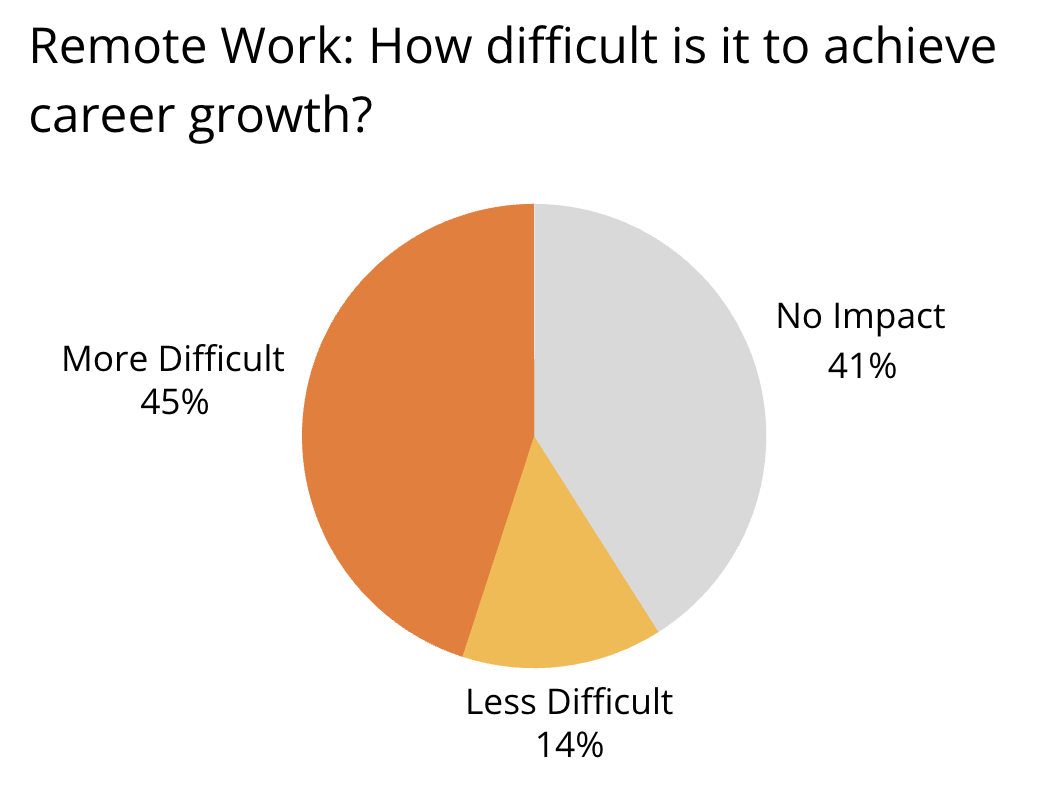 Remote Work: How difficult is it to achieve
career growth?
No Impact
41%
More Difficult
45%
Less Difficult
14%